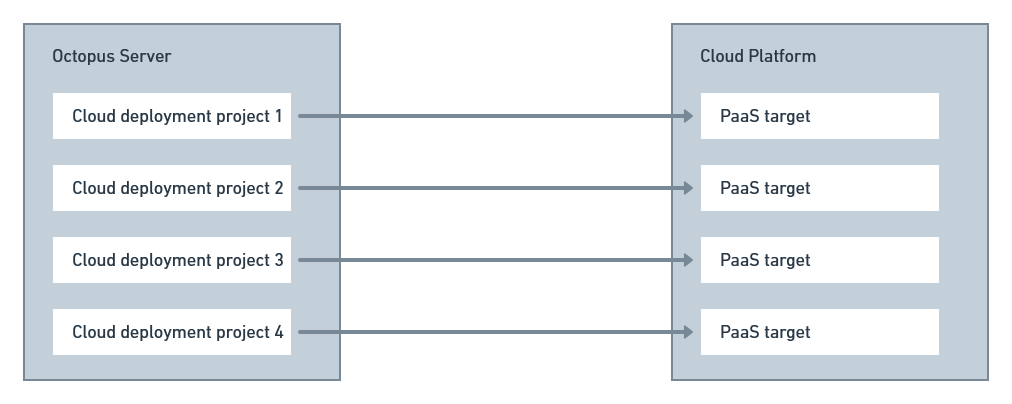 Octopus Server
Cloud deployment project 1
Cloud deployment project 2
Cloud deployment project 3
Cloud deployment project 4
Cloud Platform
PaaS target
PaaS target
PaaS target
PaaS target